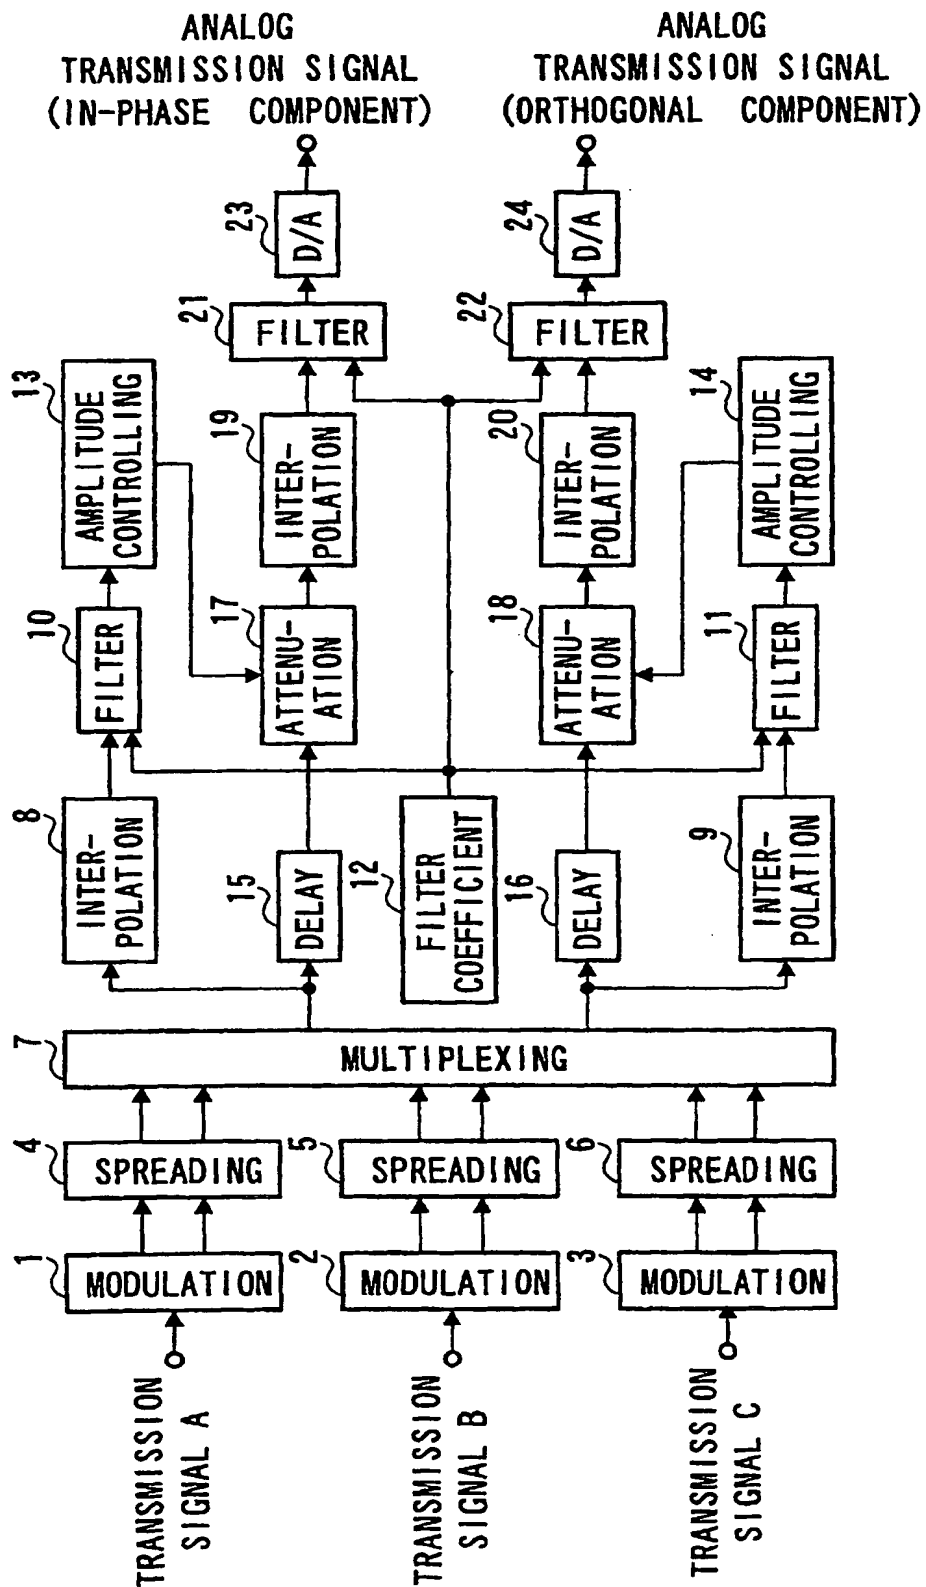 TRANSMISSION
SIGNAL A
TRANSMISSION
SIGNAL B
TRANSMISSION
SIGNAL C
1
MODULATION
2
MODULATION
3
MODULATION
4
SPREADING
5
SPREADING
6
SPREADING
7
MULTIPLEXING
8
INTER-
POLATION
15
DELAY
12
FILTER
COEFFICIENT
16
DELAY
9
INTER-
POLATION
10
FILTER
17
ATTENU-
ATION
18
ATTENU-
ATION
11
FILTER
13
AMPLITUDE
CONTROLLING
19
INTER-
POLATION
20
INTER-
POLATION
14
AMPLITUDE
CONTROLLING
21
FILTER
22
FILTER
23
D/A
24
D/A
ANALOG
TRANSMISSION SIGNAL
(IN-PHASE COMPONENT)
ANALOG
TRANSMISSION SIGNAL
(ORTHOGONAL COMPONENT)